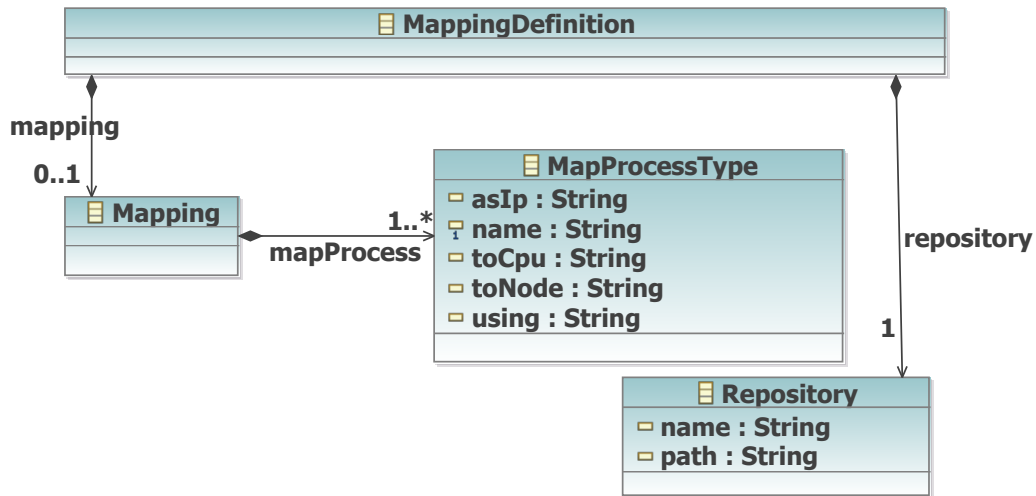 MappingDefinition
mapping
0..1
Mapping
1..*
mapProcess
MapProcessType
asIp : String
1 name : String
toCpu : String
toNode : String
using : String
repository
1
Repository
name : String
path : String